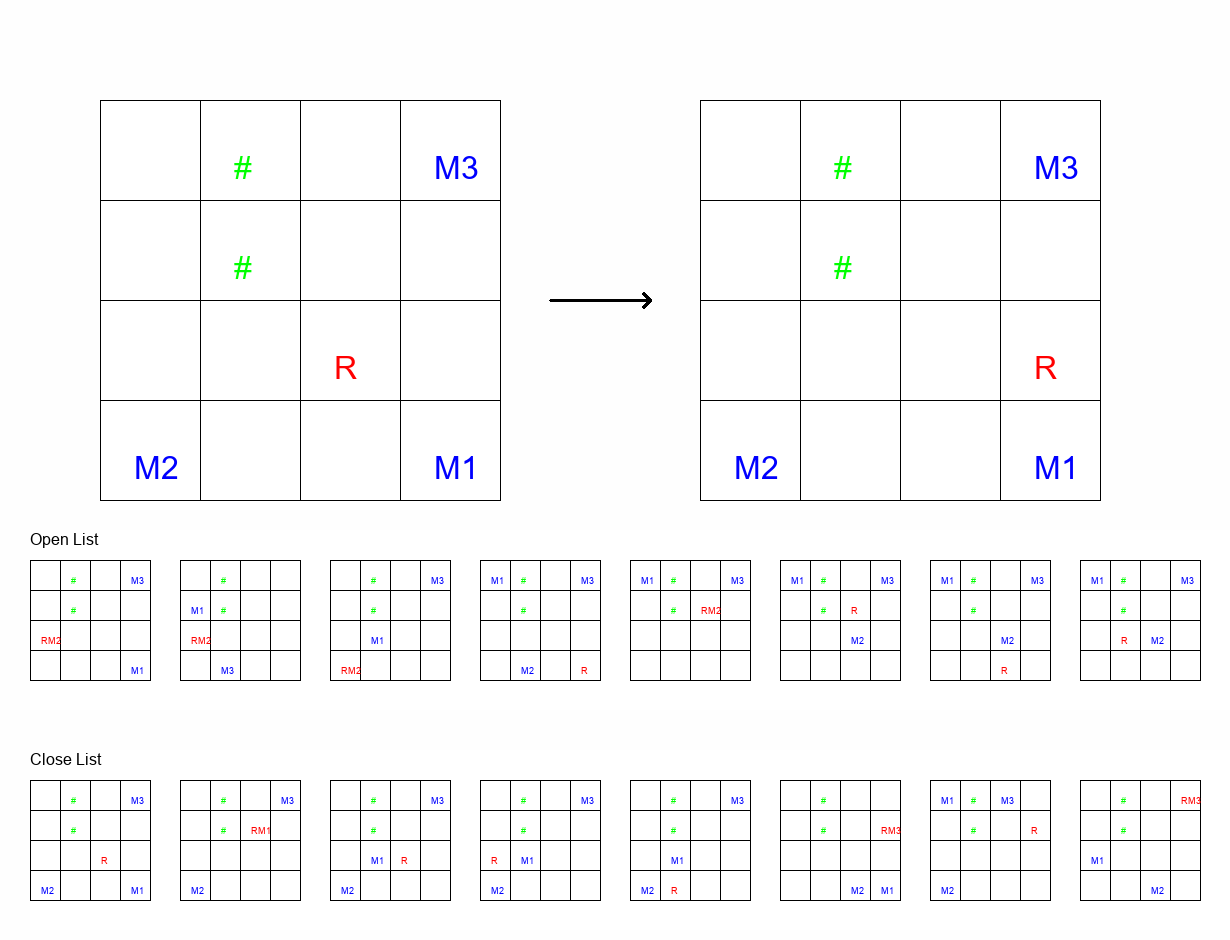 # M3 # M3
# #
R R
M2 M1 M2 M1
Open List
# M3 # # M3 M1 # M3 M1 # M3 M1 # M3 M1 # M3 M1 # M3
# M1 # # # # RM2 # R # #
RM2 RM2 M1 M2 M2 R M2
M1 M3 RM2 M2 R R
Close List
# M3 # M3 # M3 # M3 # M3 # M1 # M3 # RM3
# # RM1 # # # # RM3 # R #
R M1 R R M1 M1 M1
M2 M1 M2 M2 M2 M2 R M2 M1 M2 M2